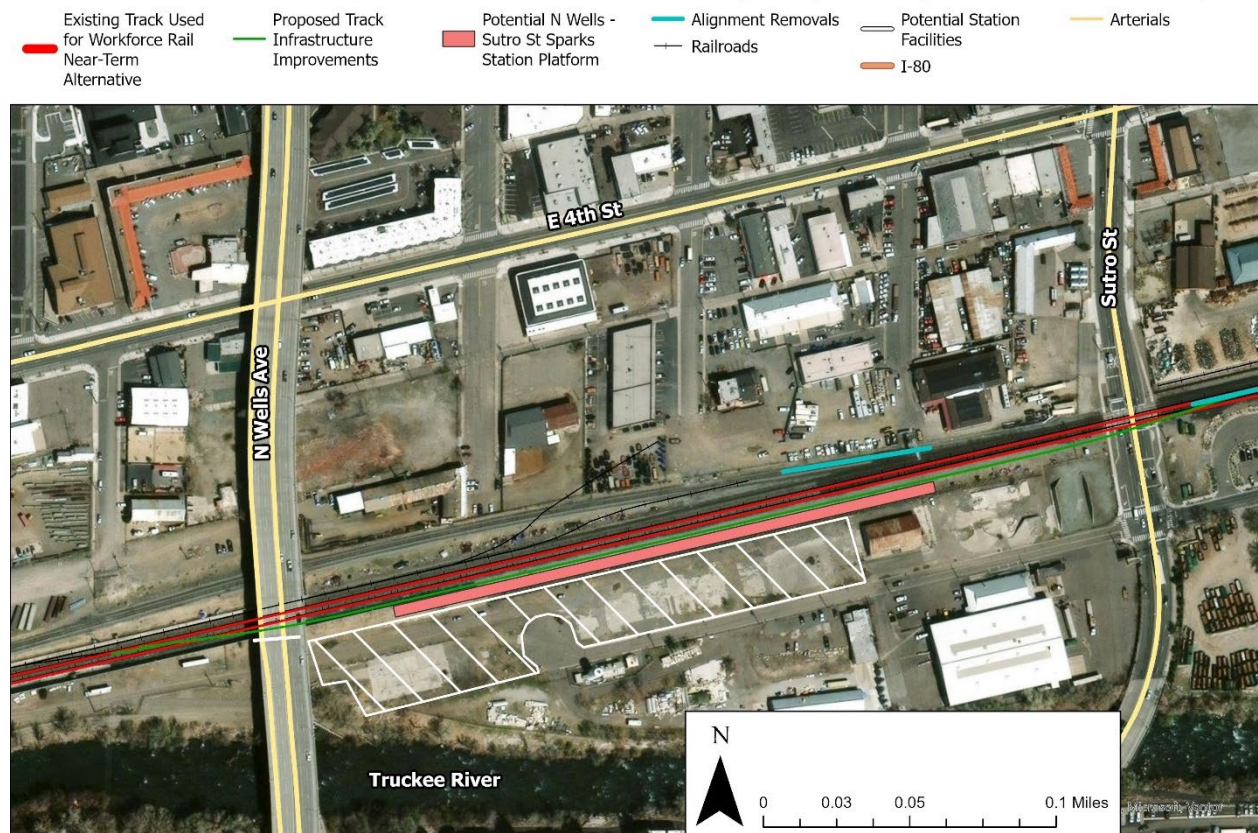 Existing Track Used
for Workforce Rail
Near-Term
Alternative
Proposed Track
Infrastructure
Improvements
Potential N Wells -
Sutro St Sparks
Station Platform
Alignment Removals
Railroads
Potential Station
Facilities
I-80
Arterials
E 4th St
N Wells Ave
Sutro St
Truckee River
N
0 0.03 0.05 0.1 Miles
Microsoft, Vantor